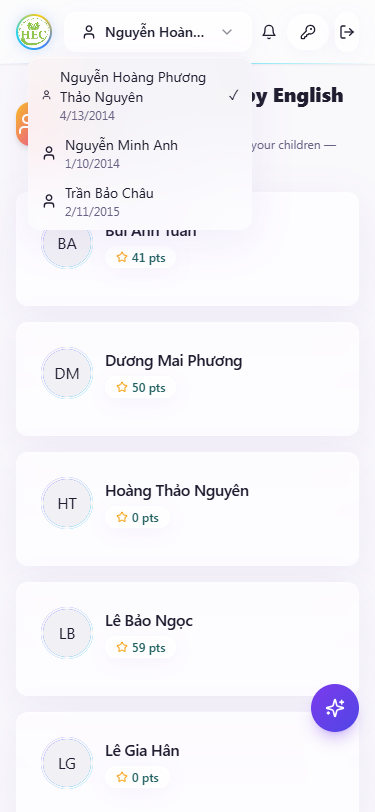 HEC
Nguyễn Hoàn...
by English
Nguyễn Hoàng Phương
Thảo Nguyên
4/13/2014
your children —
Nguyễn Minh Anh
1/10/2014
Trần Bảo Châu
2/11/2015
BA
Bùi Anh Tuấn
41 pts
DM
Dương Mai Phương
50 pts
HT
Hoàng Thảo Nguyên
0 pts
LB
Lê Bảo Ngọc
59 pts
LG
Lê Gia Hân
0 pts